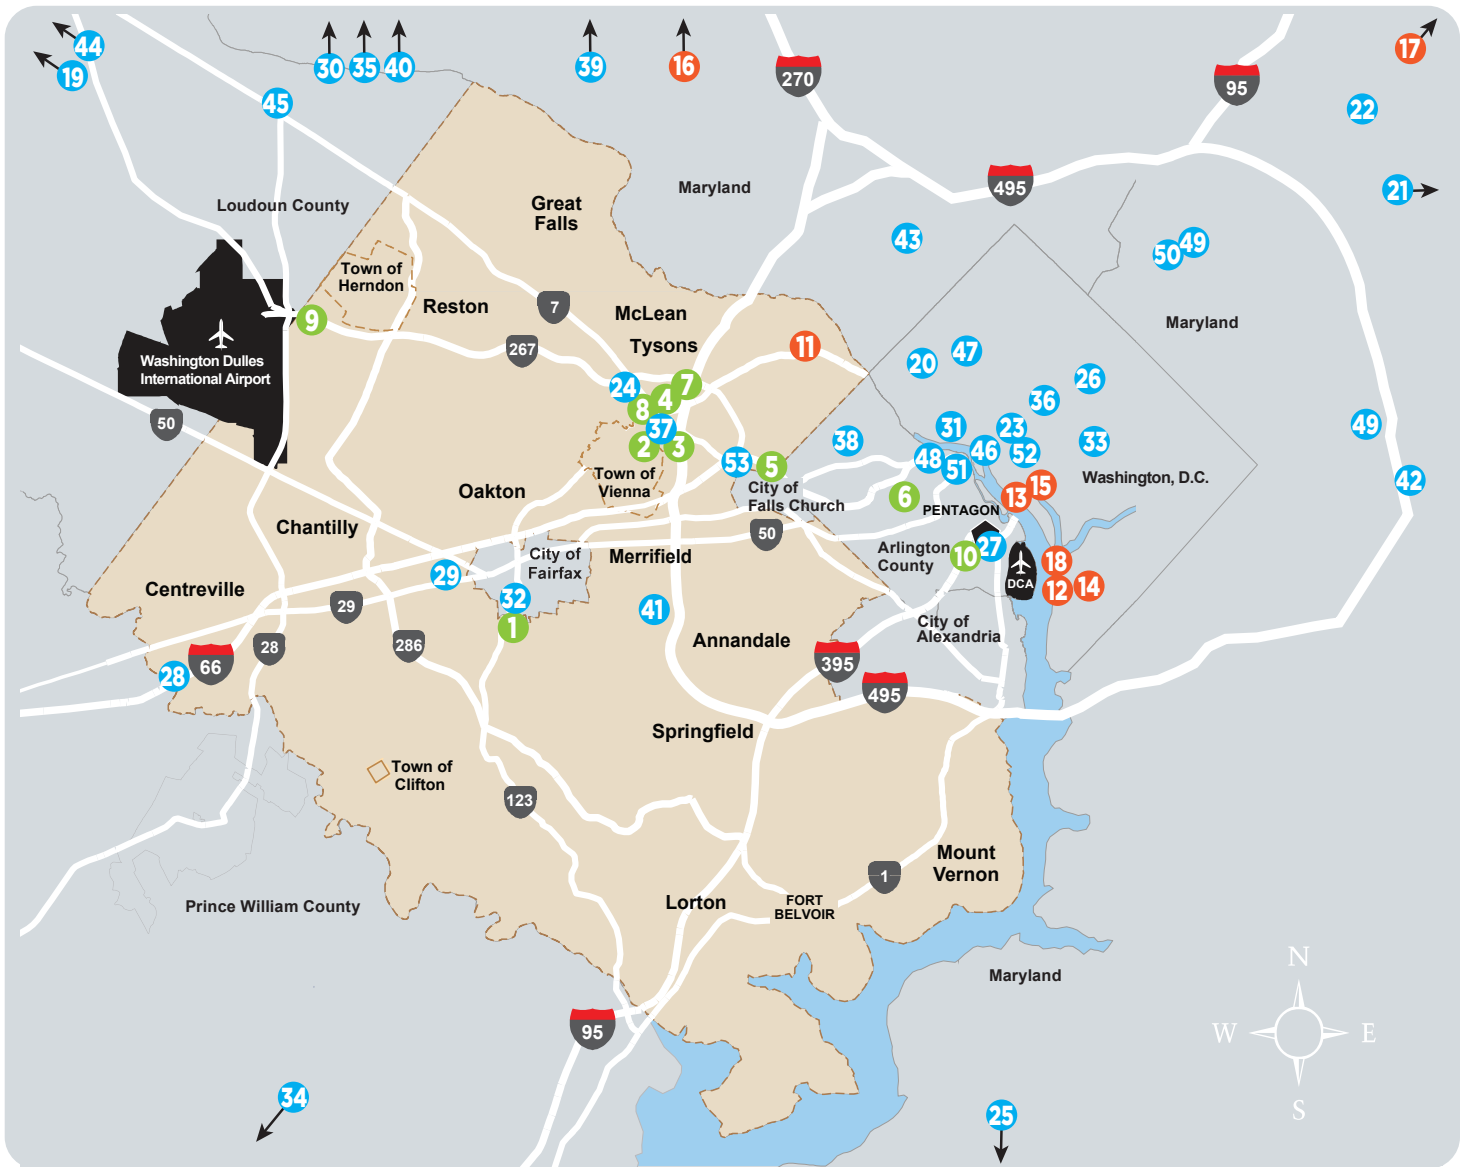 44
19
30
35
40
39
16
17
270
95
22
45
495
21
Maryland
Loudoun County
Great
Falls
43
50
49
Town of
Herndon
Reston
7
McLean
Tysons
Maryland
9
267
11
Washington Dulles
International Airport
20
47
26
24
7
8
4
36
50
37
2
3
38
31
23
33
49
48
46
52
51
53
5
Town of
Vienna
City of
Falls Church
Oakton
6
13
15
Washington, D.C.
42
PENTAGON
Chantilly
50
City of
Fairfax
Merrifield
Arlington
County
10
27
DCA
18
12
14
29
Centreville
32
1
29
41
City of
Alexandria
28
286
Annandale
66
28
395
495
Springfield
Town of
Clifton
123
Mount
Vernon
1
Lorton
FORT
BELVOIR
Prince William County
Maryland
95
N
W
E
S
34
25